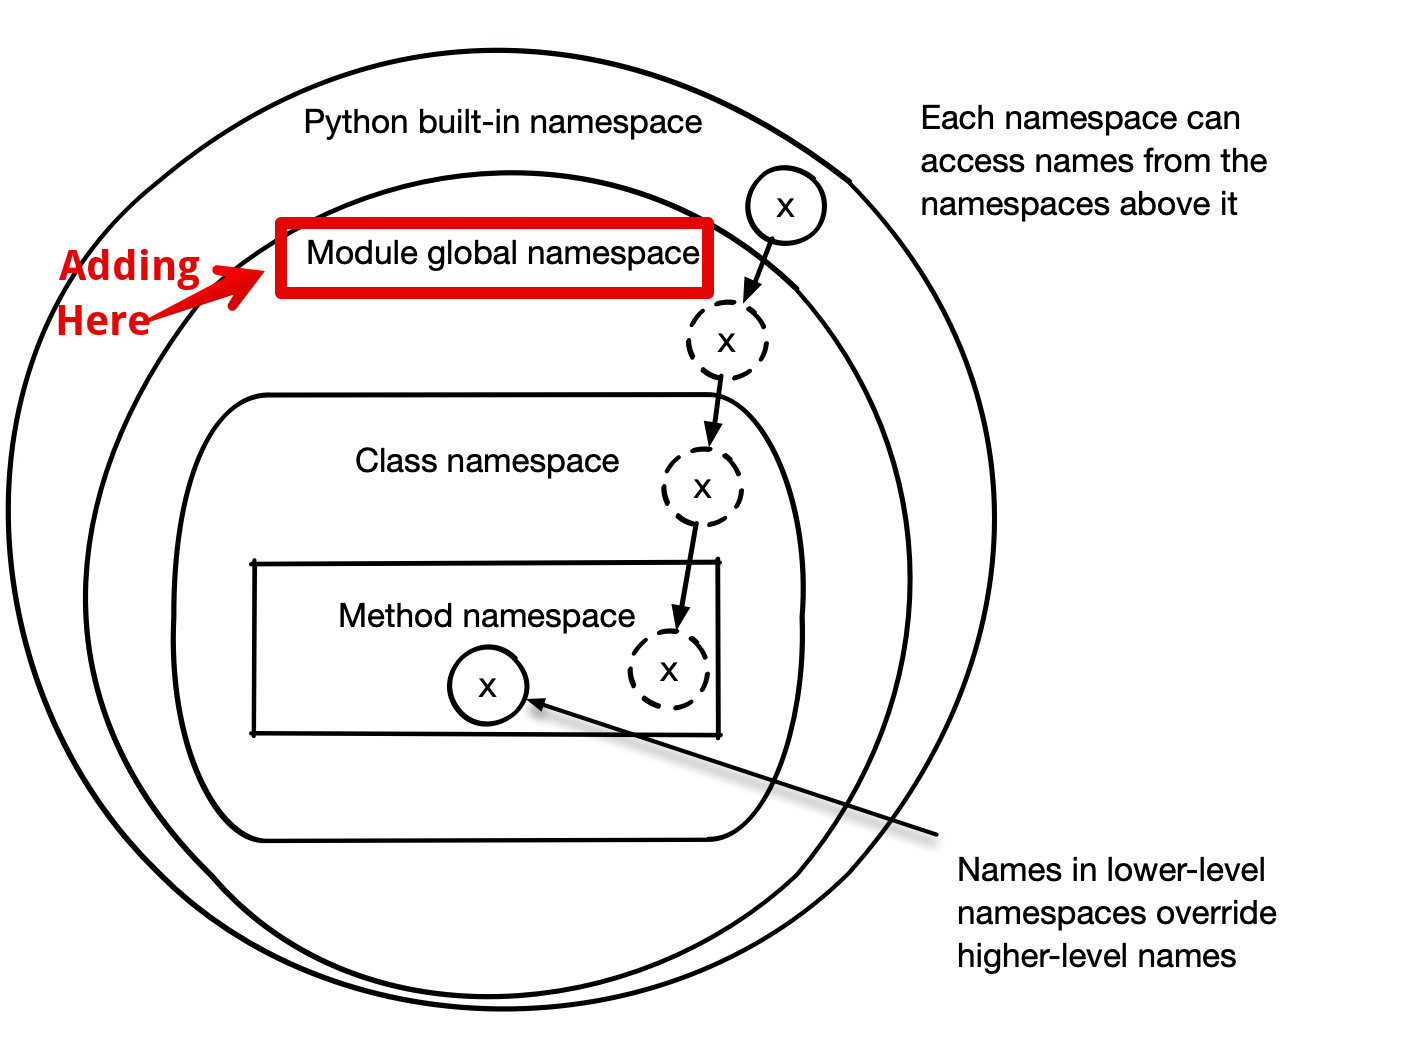 Python built-in namespace
Each namespace can
access names from the
namespaces above it
x
Module global namespace
Adding
Here
x
Class namespace
x
Method namespace
x
x
Names in lower-level
namespaces override
higher-level names